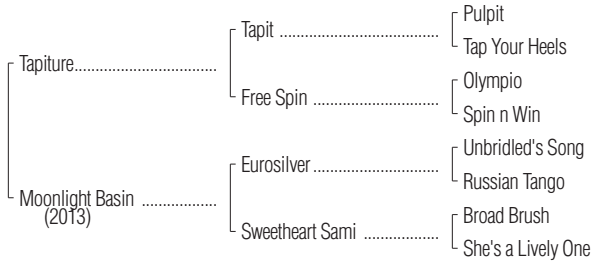 Pulpit
Tapit ........................................
Tap Your Heels
Tapiture....................................
Olympio
Free Spin ................................
Spin n Win
Unbridled's Song
Eurosilver................................
Russian Tango
Moonlight Basin ...................
(2013)
Broad Brush
Sweetheart Sami ...................
She's a Lively One